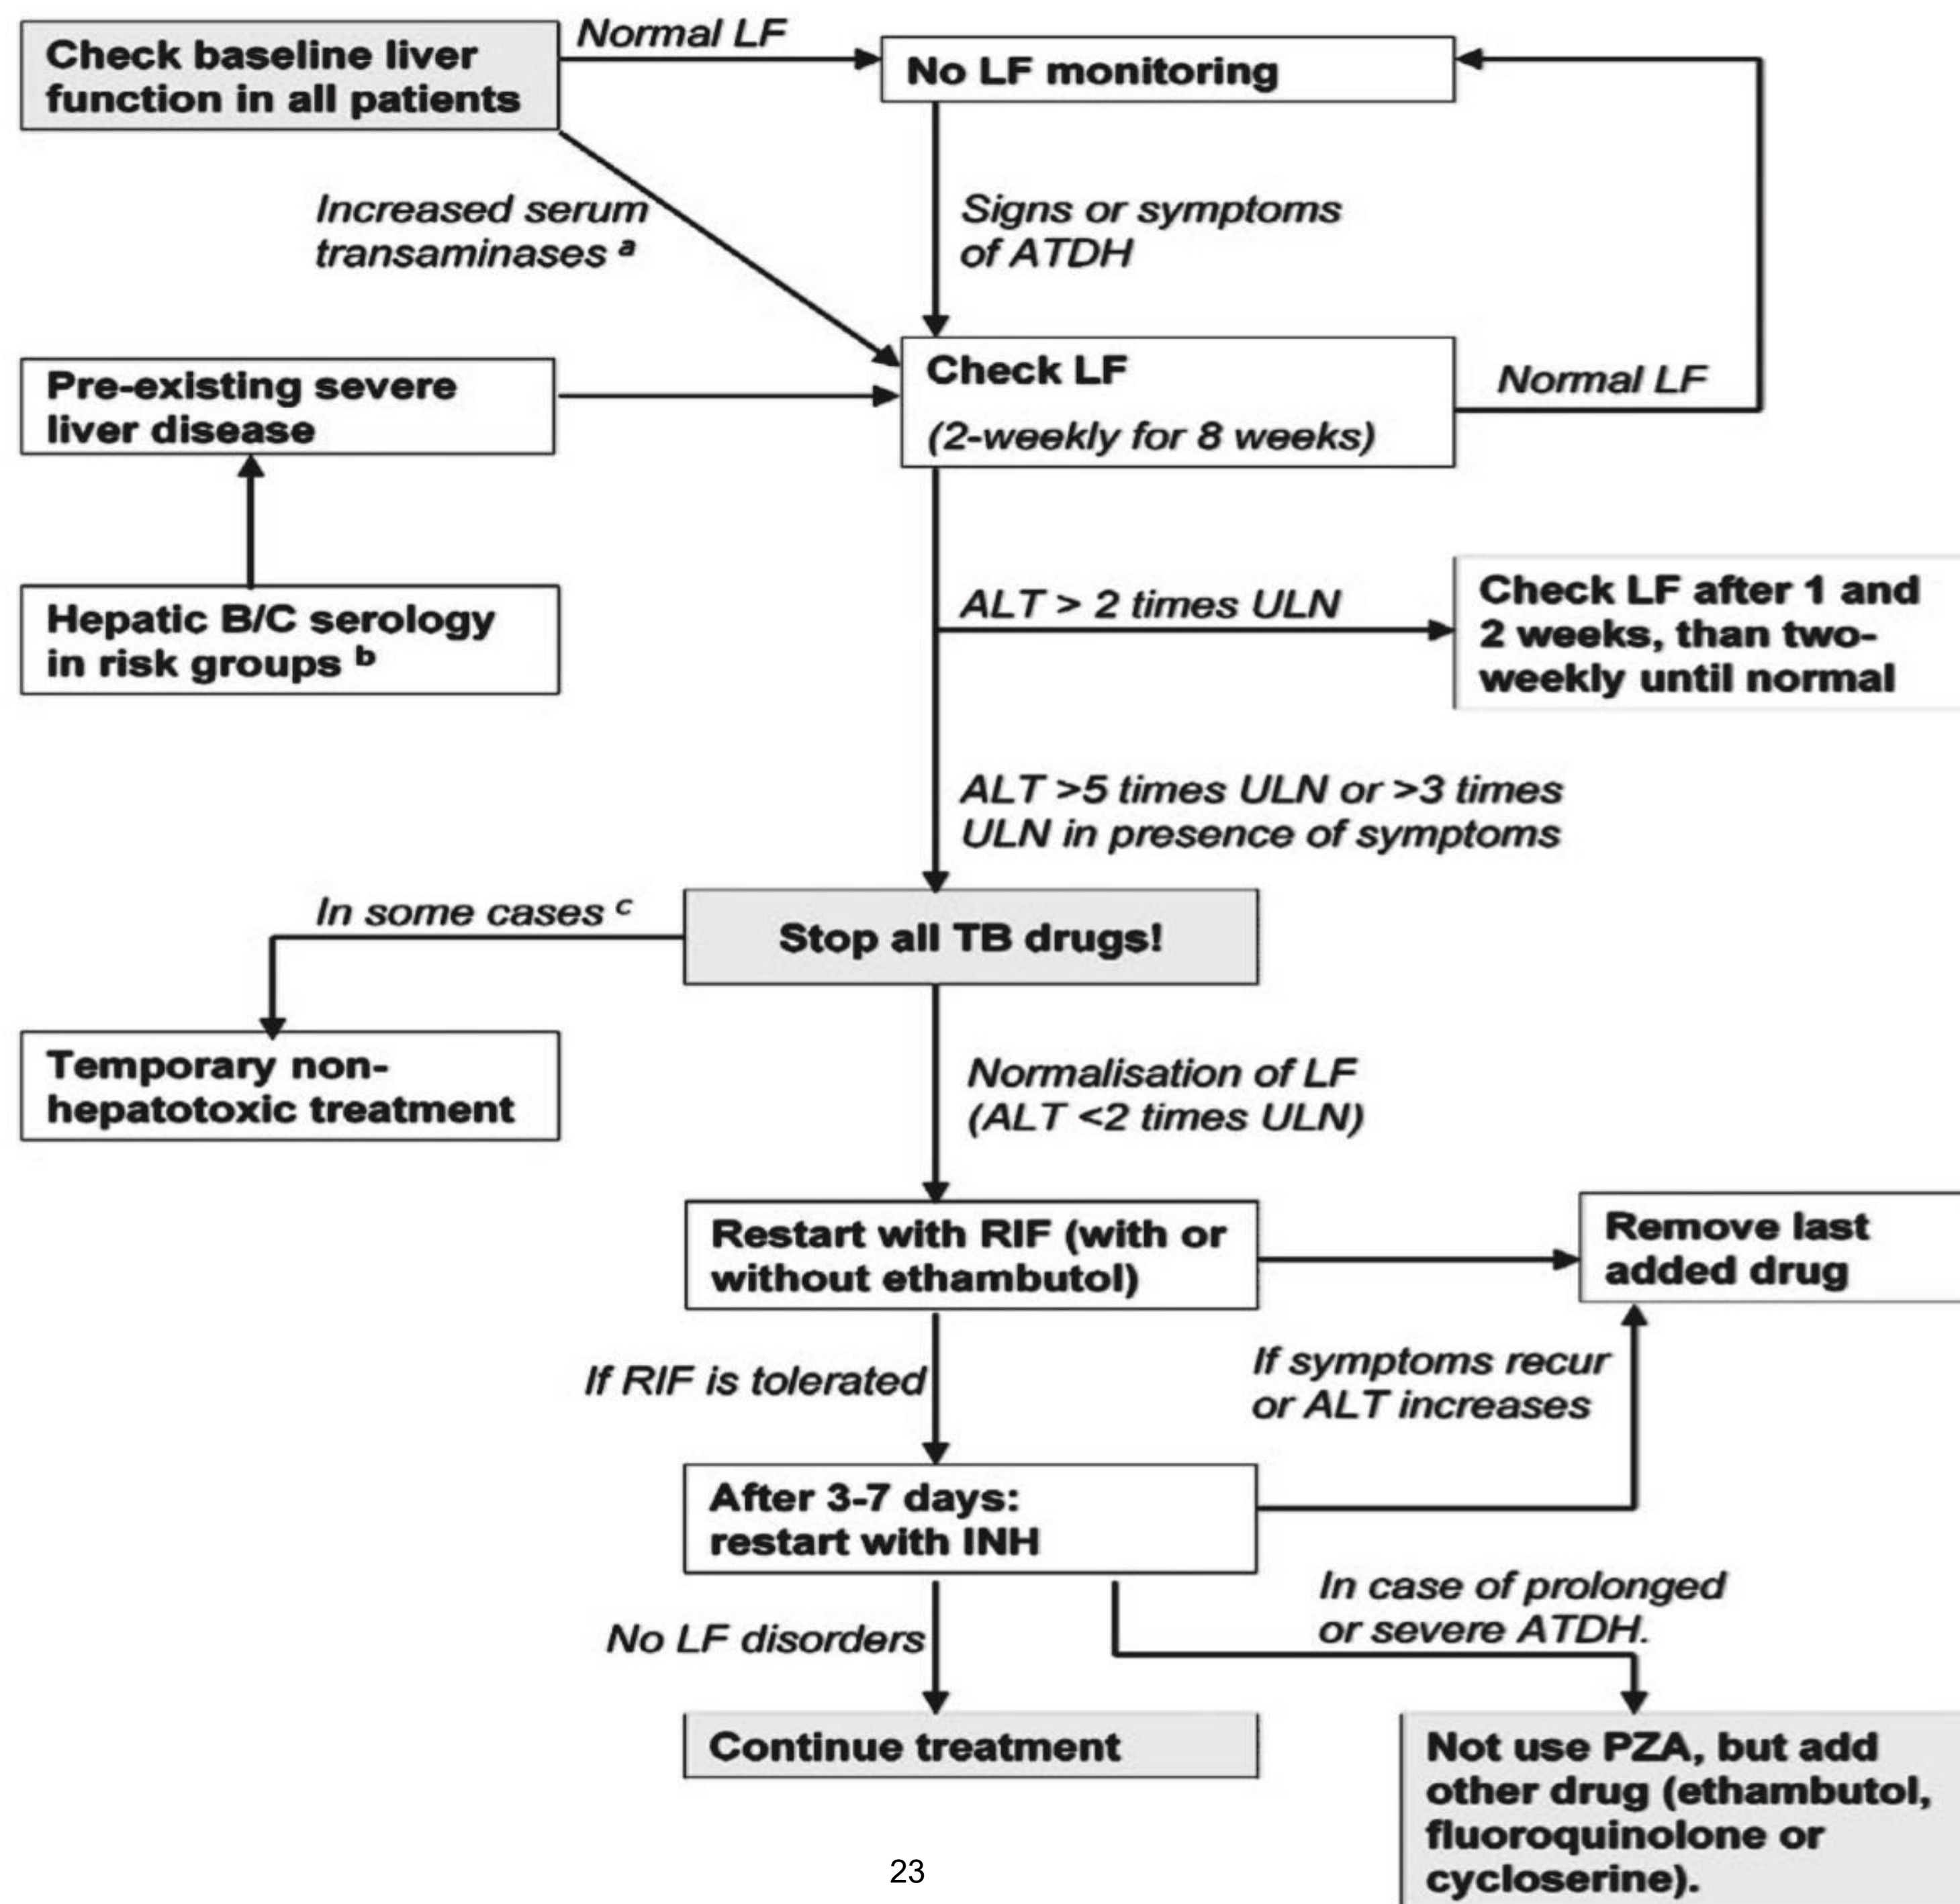 Check baseline liver
function in all patients
Normal LF
No LF monitoring
Increased serum
transaminases a
Signs or symptoms
of ATDH
Pre-existing severe
liver disease
Check LF
(2-weekly for 8 weeks)
Normal LF
Hepatic B/C serology
in risk groups b
ALT > 2 times ULN
Check LF after 1 and
2 weeks, than two-
weekly until normal
ALT >5 times ULN or >3 times
ULN in presence of symptoms
In some cases c
Stop all TB drugs!
Temporary non-
hepatotoxic treatment
Normalisation of LF
(ALT <2 times ULN)
Restart with RIF (with or
without ethambutol)
Remove last
added drug
If RIF is tolerated
If symptoms recur
or ALT increases
After 3-7 days:
restart with INH
In case of prolonged
or severe ATDH.
No LF disorders
Continue treatment
Not use PZA, but add
other drug (ethambutol,
fluoroquinolone or
cycloserine).
23